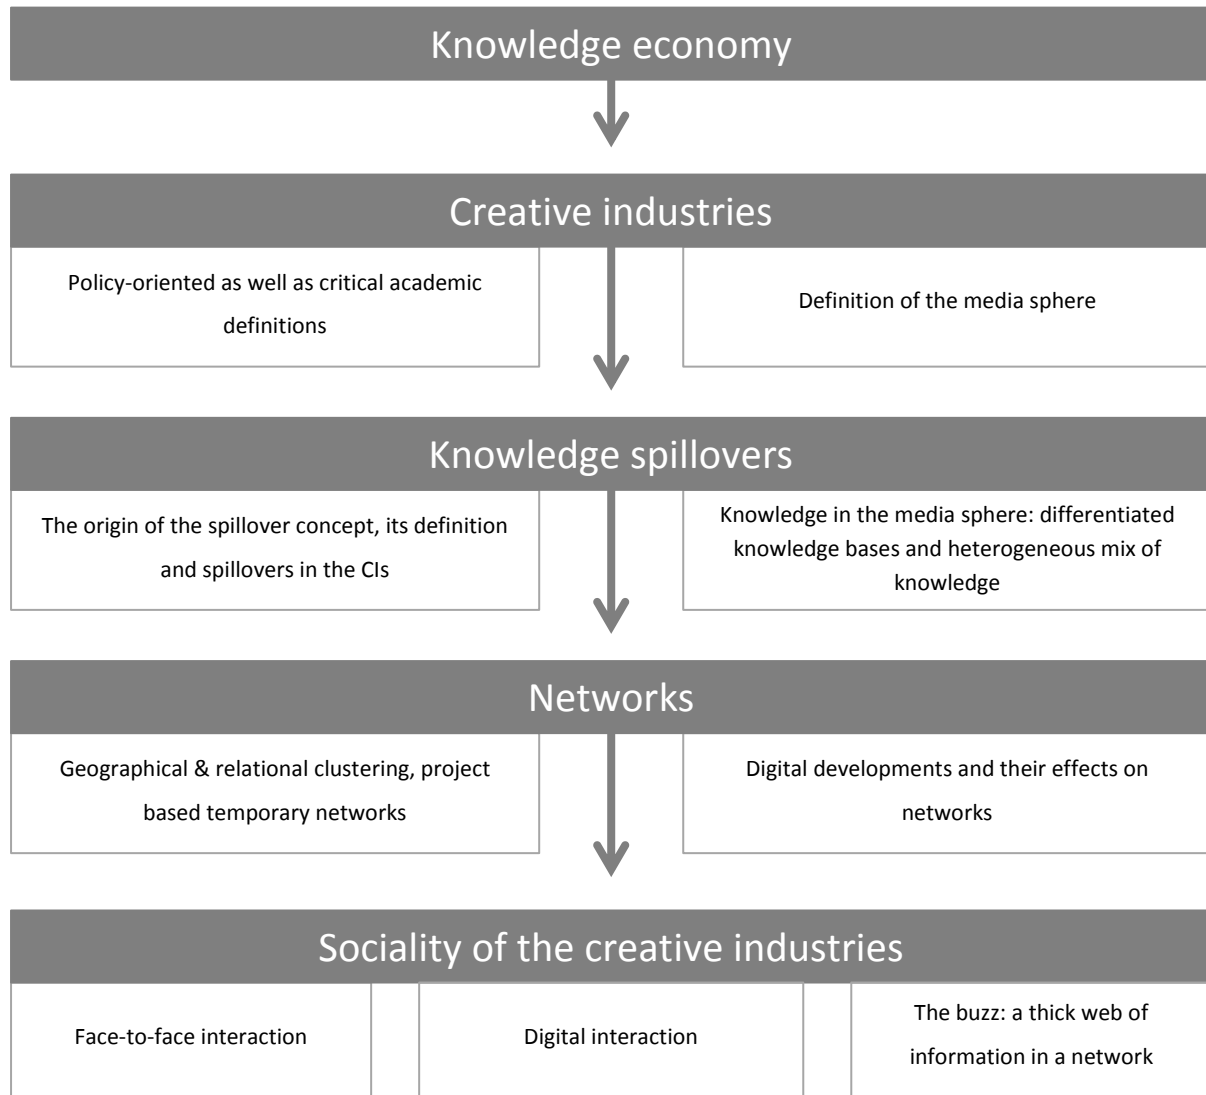 Knowledge economy
Creative industries
Policy-oriented as well as critical academic
definitions
Definition of the media sphere
Knowledge spillovers
The origin of the spillover concept, its definition
and spillovers in the CIs
Knowledge in the media sphere: differentiated
knowledge bases and heterogeneous mix of
knowledge
Networks
Geographical & relational clustering, project
based temporary networks
Digital developments and their effects on
networks
Sociality of the creative industries
Face-to-face interaction
Digital interaction
The buzz: a thick web of
information in a network